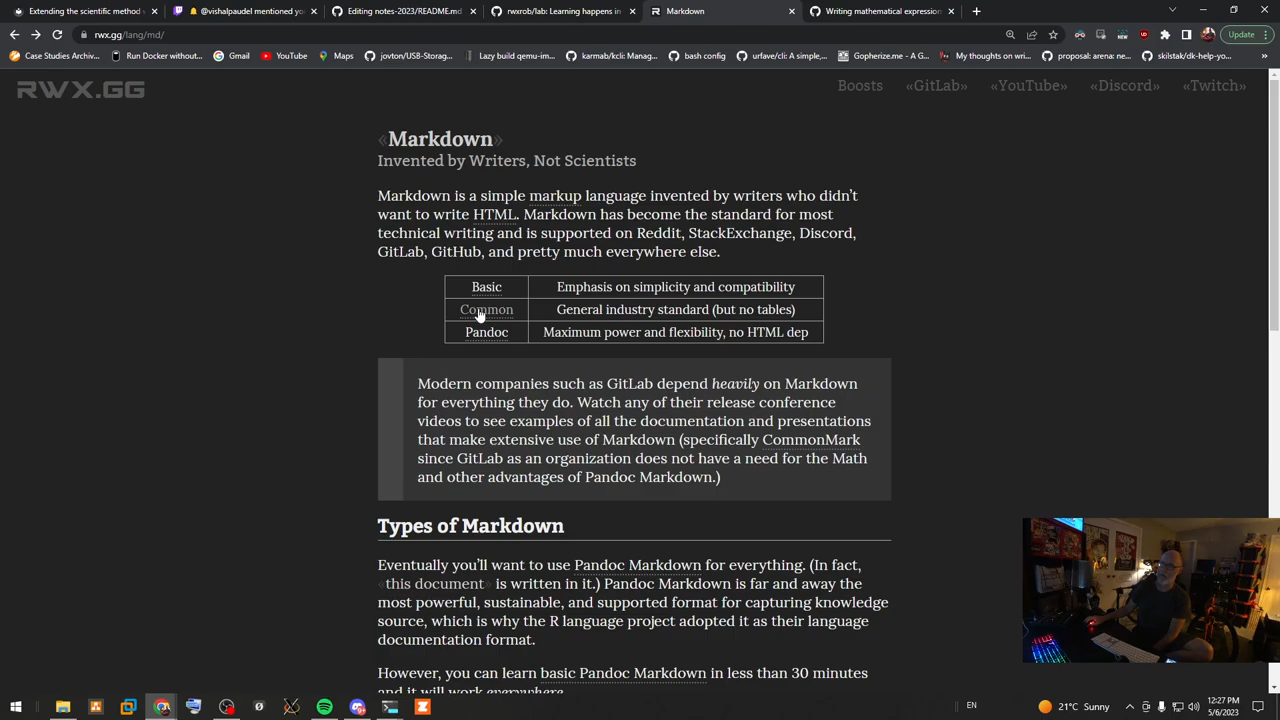 Extending the scientific method
@vishalpaudel mentioned yo
Editing notes-2023/README.md
rwxrob/lab: Learning happens in
Markdown
Writing mathematical expression
rwx.gg/lang/md/
Update
Case Studies Archiv...
Run Docker without...
Gmail
YouTube
Maps
jovton/USB-Storag...
Lazy build qemu-im...
karmab/kcli: Manag...
bash config
urfave/cli: A simple,...
Gopherize.me - A G...
My thoughts on wri...
proposal: arena: ne...
skilstak/dk-help-yo...
RWX.GG
Boosts
«GitLab»
«YouTube»
«Discord»
«Twitch»
«Markdown»
Invented by Writers, Not Scientists
Markdown is a simple markup language invented by writers who didn't
want to write HTML. Markdown has become the standard for most
technical writing and is supported on Reddit, StackExchange, Discord,
GitLab, GitHub, and pretty much everywhere else.
Basic Emphasis on simplicity and compatibility
Common General industry standard (but no tables)
Pandoc Maximum power and flexibility, no HTML dep
Modern companies such as GitLab depend heavily on Markdown
for everything they do. Watch any of their release conference
videos to see examples of all the documentation and presentations
that make extensive use of Markdown (specifically CommonMark
since GitLab as an organization does not have a need for the Math
and other advantages of Pandoc Markdown.)
Types of Markdown
Eventually you'll want to use Pandoc Markdown for everything. (In fact,
«this document» is written in it.) Pandoc Markdown is far and away the
most powerful, sustainable, and supported format for capturing knowledge
source, which is why the R language project adopted it as their language
documentation format.
However, you can learn basic Pandoc Markdown in less than 30 minutes
and it will work everywhere.
21°C Sunny
EN
12:27 PM
5/6/2023